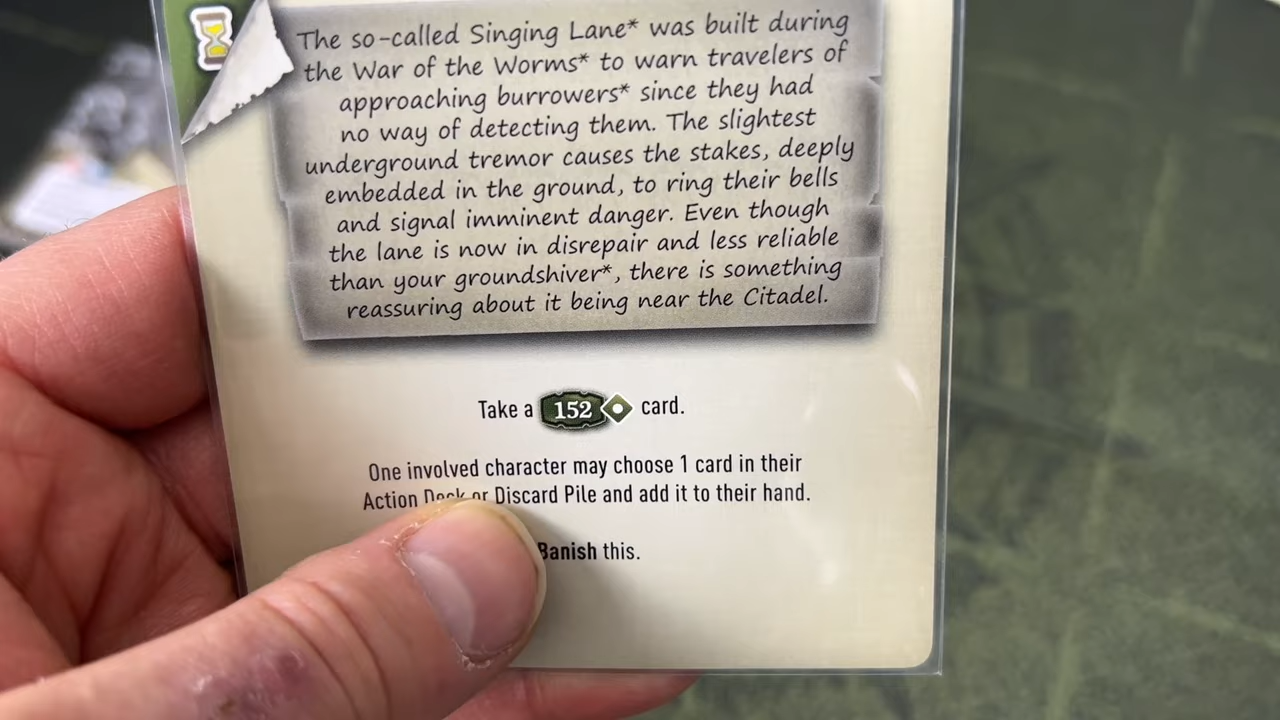 The so-called Singing Lane* was built during
the War of the Worms* to warn travelers of
approaching burrowers* since they had
no way of detecting them. The slightest
underground tremor causes the stakes, deeply
embedded in the ground, to ring their bells
and signal imminent danger. Even though
the lane is now in disrepair and less reliable
than your groundshiver*, there is something
reassuring about it being near the Citadel.
Take a 152 card.
One involved character may choose 1 card in their
Action Deck or Discard Pile and add it to their hand.
Banish this.